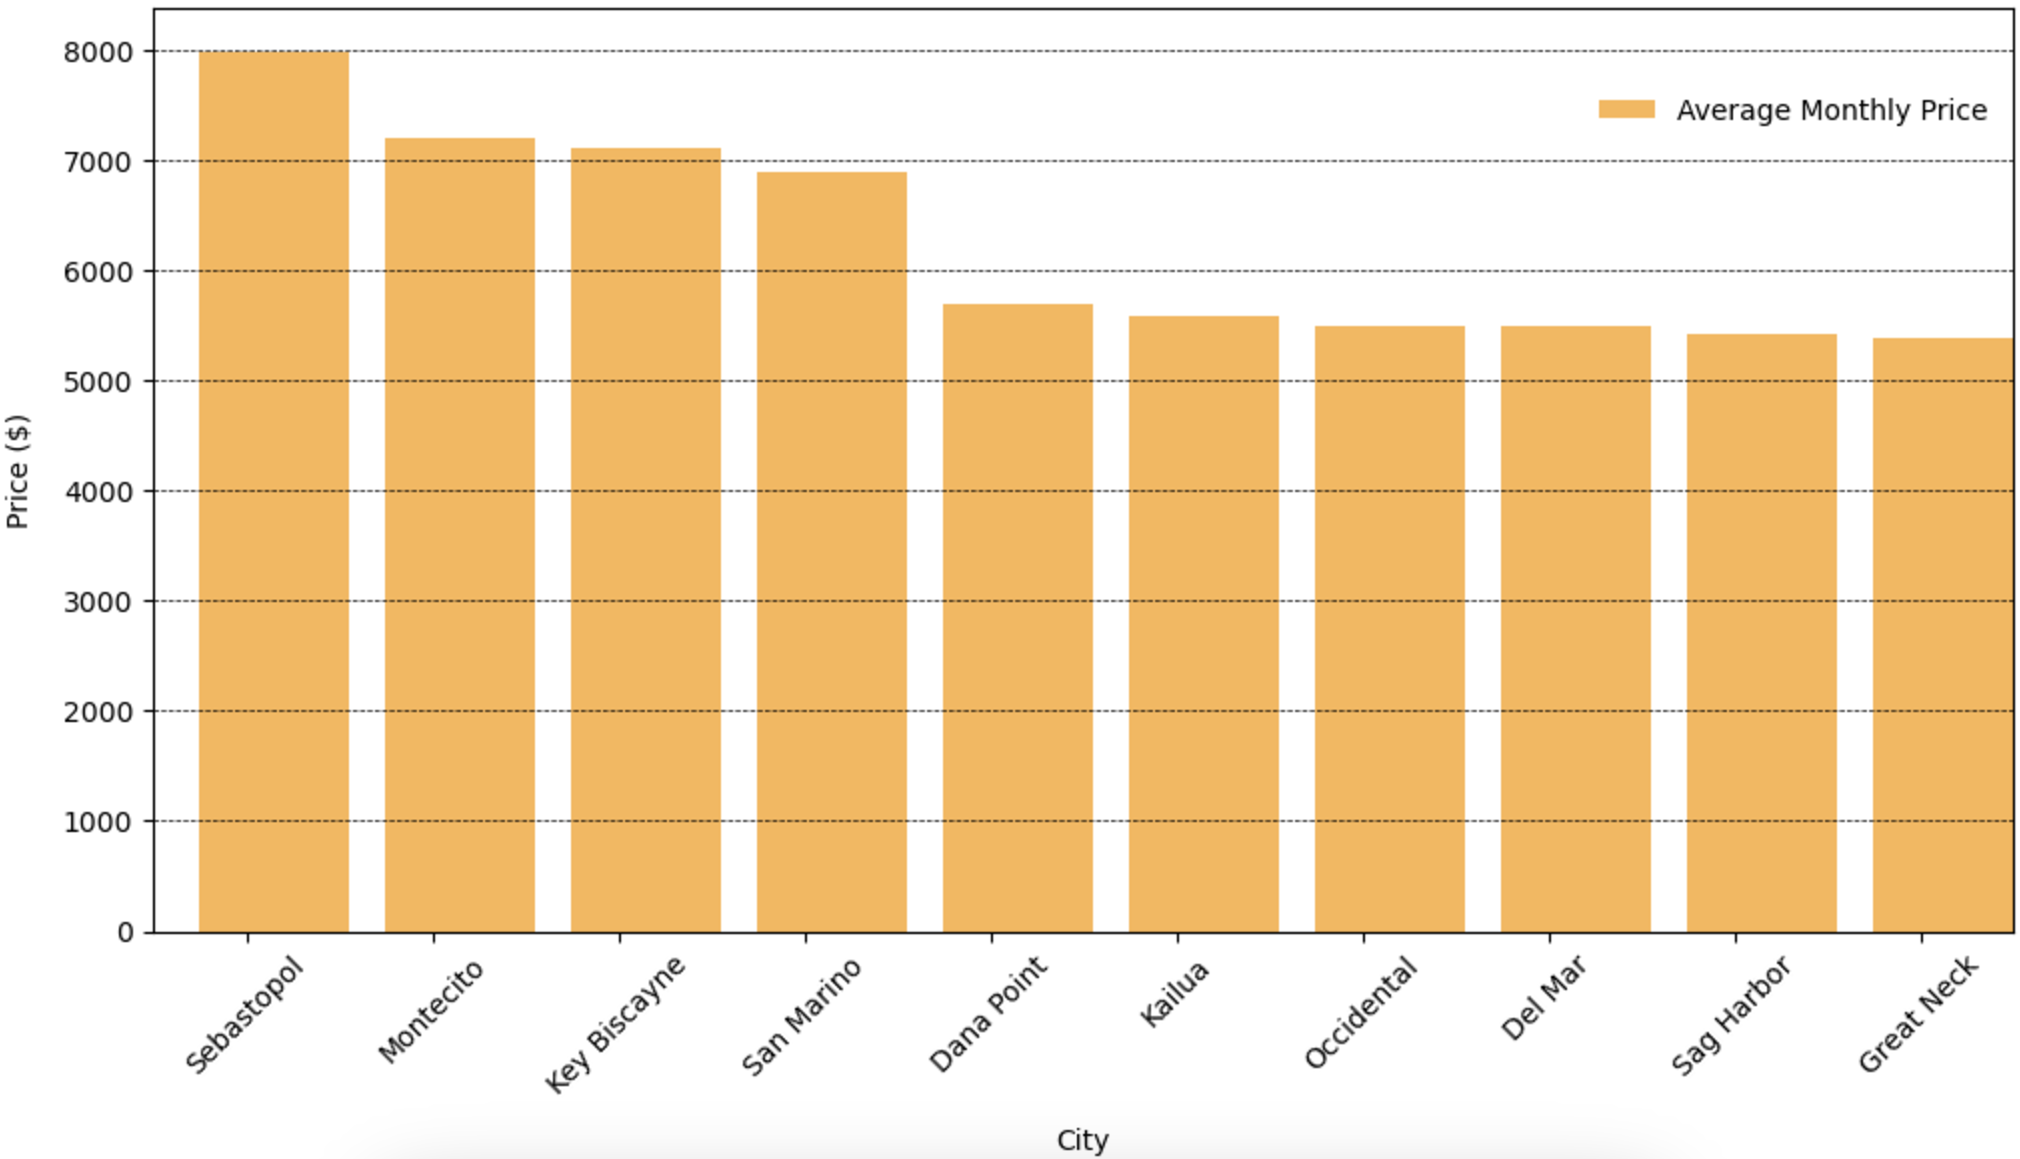 8000
7000
6000
5000
4000
3000
2000
1000
0
Price ($)
Average Monthly Price
Sebastopol
Montecito
Key Biscayne
San Marino
Dana Point
Kailua
Occidental
Del Mar
Sag Harbor
Great Neck
City